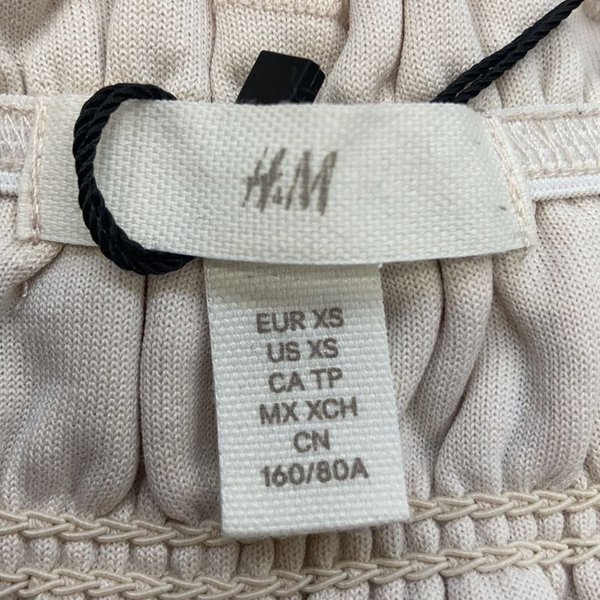 H&M
EUR XS
US XS
CA TP
MX XCH
CN
160/80A